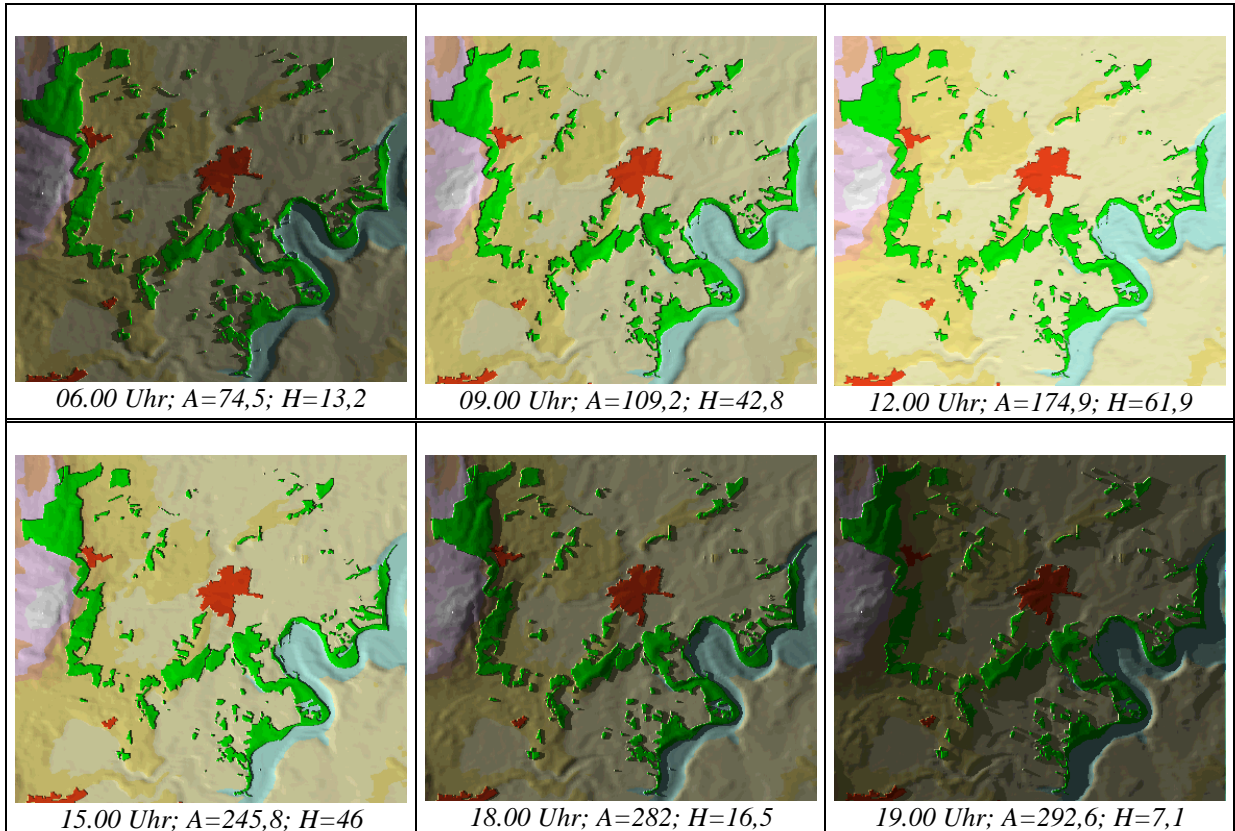 06.00 Uhr; A=74,5; H=13,2
09.00 Uhr; A=109,2; H=42,8
12.00 Uhr; A=174,9; H=61,9
15.00 Uhr; A=245,8; H=46
18.00 Uhr; A=282; H=16,5
19.00 Uhr; A=292,6; H=7,1